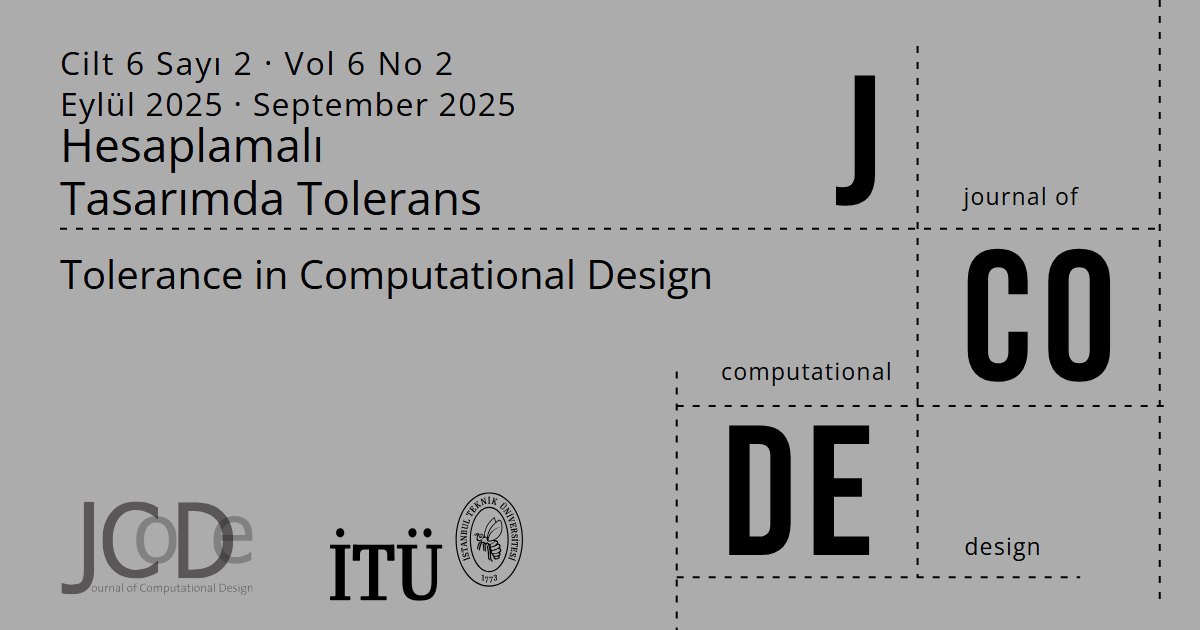 Cilt 6 Sayı 2 · Vol 6 No 2
Eylül 2025 · September 2025
Hesaplamalı
Tasarımda Tolerans
Tolerance in Computational Design
J
journal of
CO
computational
DE
design
JCoDe
Journal of Computational Design
İTÜ
İSTANBUL TEKNİK ÜNİVERSİTESİ
1773